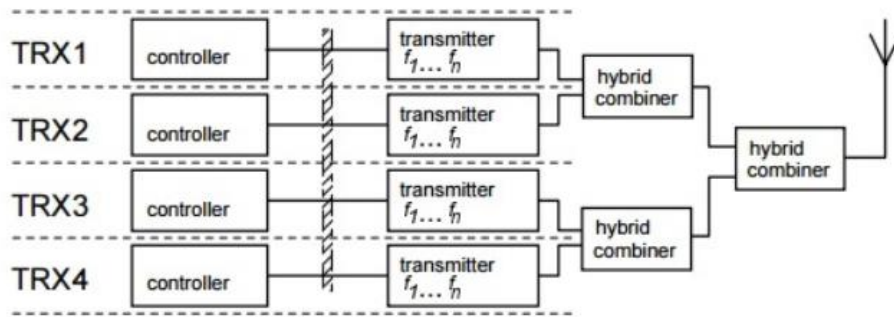 TRX1
controller
transmitter
f1... fn
hybrid
combiner
TRX2
controller
transmitter
f1... fn
hybrid
combiner
TRX3
controller
transmitter
f1... fn
hybrid
combiner
TRX4
controller
transmitter
f1... fn